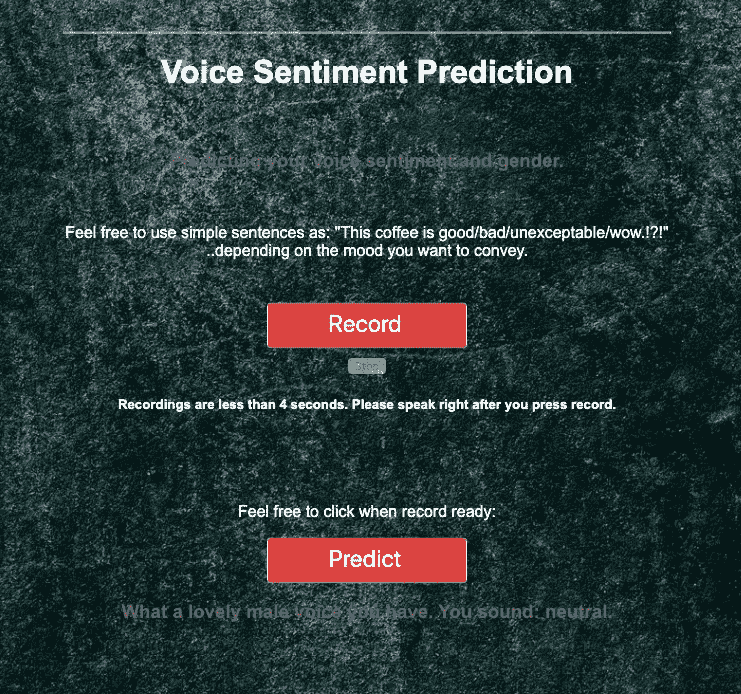 Voice Sentiment Prediction
Predicting your voice sentiment and gender.
Feel free to use simple sentences as: "This coffee is good/bad/unexceptable/wow.!?!"
..depending on the mood you want to convey.
Record
Stop
Recordings are less than 4 seconds. Please speak right after you press record.
Feel free to click when record ready:
Predict
What a lovely male voice you have. You sound: neutral.